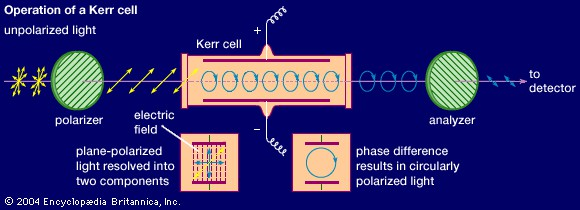 Operation of a Kerr cell
unpolarized light
+
Kerr cell
to
detector
polarizer
analyzer
electric
field
–
plane-polarized
light resolved into
two components
phase difference
results in circularly
polarized light
© 2004 Encyclopædia Britannica, Inc.